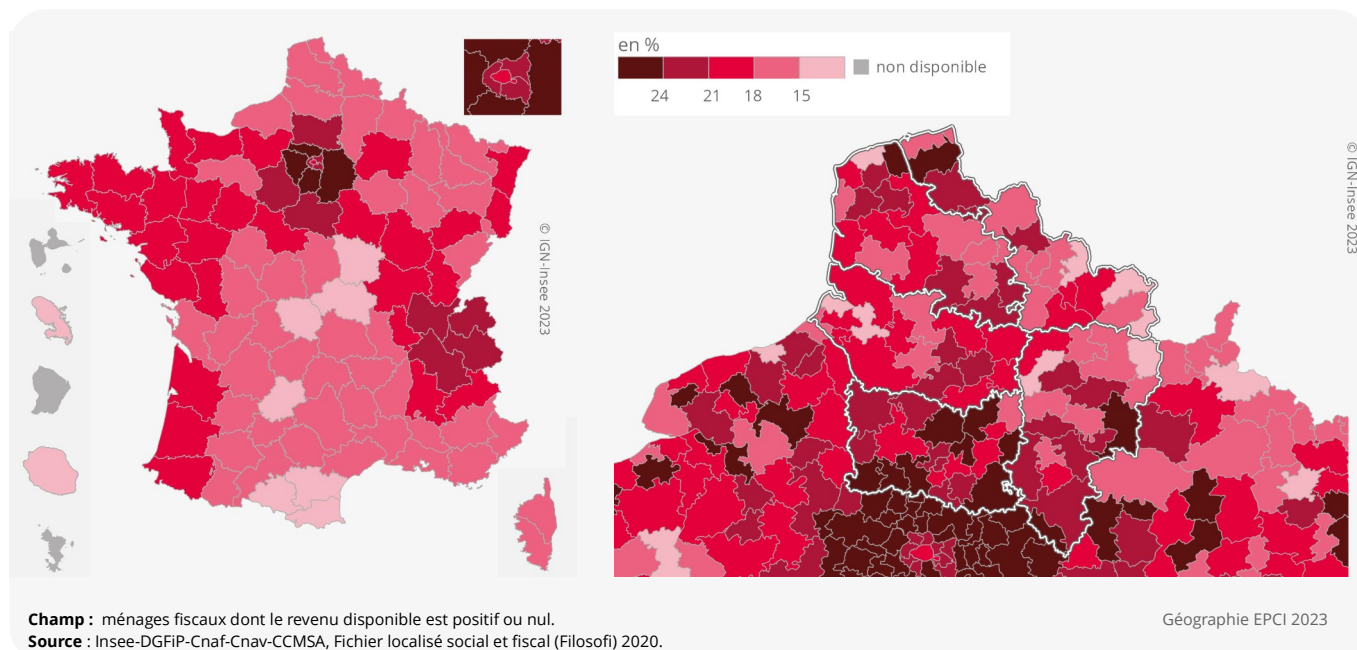 en %
non disponible
24 21 18 15
© IGN-Insee 2023
© IGN-Insee 2023
Champ : ménages fiscaux dont le revenu disponible est positif ou nul.
Géographie EPCI 2023
Source : Insee-DGFiP-Cnaf-Cnav-CCMSA, Fichier localisé social et fiscal (Filosofi) 2020.